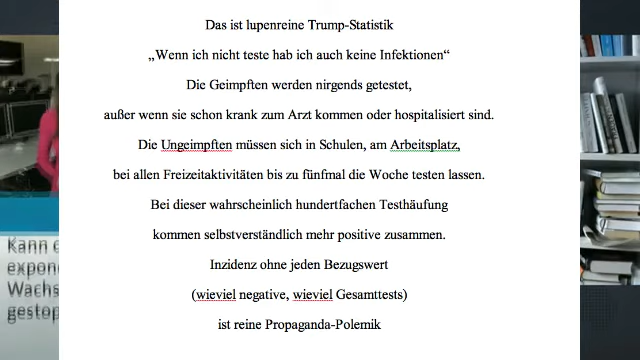 Das ist lupenreine Trump-Statistik
„Wenn ich nicht teste hab ich auch keine Infektionen“
Die Geimpften werden nirgends getestet,
außer wenn sie schon krank zum Arzt kommen oder hospitalisiert sind.
Die Ungeimpften müssen sich in Schulen, am Arbeitsplatz,
bei allen Freizeitaktivitäten bis zu fünfmal die Woche testen lassen.
Bei dieser wahrscheinlich hundertfachen Testhäufung
kommen selbstverständlich mehr positive zusammen.
Inzidenz ohne jeden Bezugswert
(wieviel negative, wieviel Gesamttests)
ist reine Propaganda-Polemik
Kann